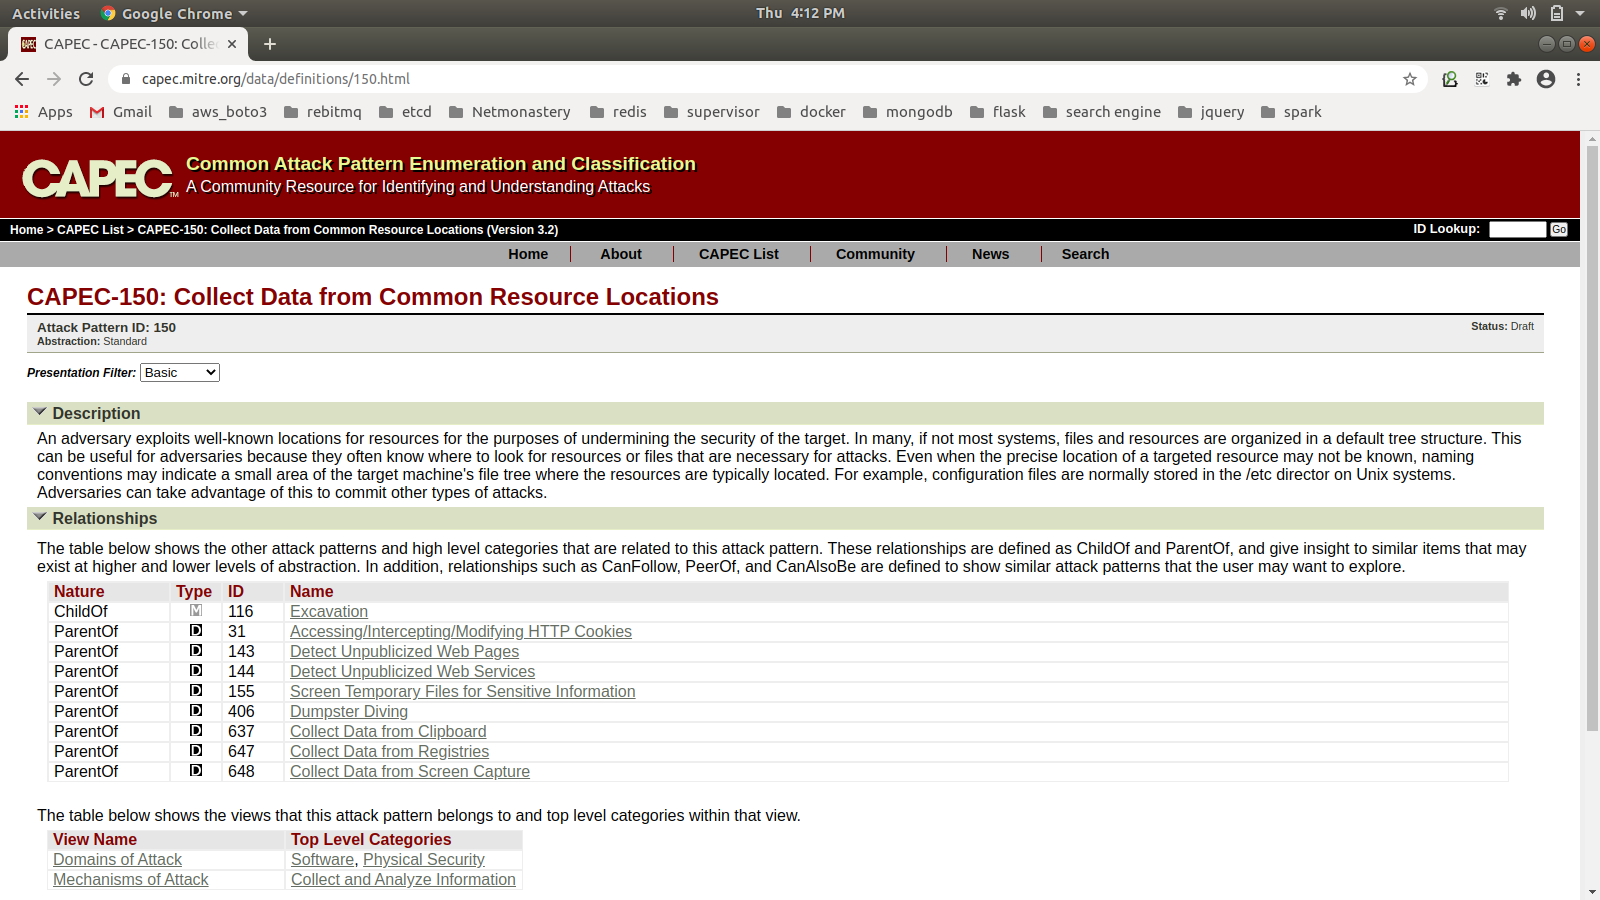 Activities Google Chrome Thu 4:12 PM
CAPEC - CAPEC-150: Colle
capec.mitre.org/data/definitions/150.html
Apps Gmail aws_boto3 rebitmq etcd Netmonastery redis supervisor docker mongodb flask search engine jquery spark
CAPEC™
Common Attack Pattern Enumeration and Classification
A Community Resource for Identifying and Understanding Attacks
Home > CAPEC List > CAPEC-150: Collect Data from Common Resource Locations (Version 3.2) ID Lookup: Go
Home About CAPEC List Community News Search
CAPEC-150: Collect Data from Common Resource Locations
Attack Pattern ID: 150 Status: Draft
Abstraction: Standard
Presentation Filter: Basic
Description
An adversary exploits well-known locations for resources for the purposes of undermining the security of the target. In many, if not most systems, files and resources are organized in a default tree structure. This
can be useful for adversaries because they often know where to look for resources or files that are necessary for attacks. Even when the precise location of a targeted resource may not be known, naming
conventions may indicate a small area of the target machine's file tree where the resources are typically located. For example, configuration files are normally stored in the /etc director on Unix systems.
Adversaries can take advantage of this to commit other types of attacks.
Relationships
The table below shows the other attack patterns and high level categories that are related to this attack pattern. These relationships are defined as ChildOf and ParentOf, and give insight to similar items that may
exist at higher and lower levels of abstraction. In addition, relationships such as CanFollow, PeerOf, and CanAlsoBe are defined to show similar attack patterns that the user may want to explore.
Nature Type ID Name
ChildOf M 116 Excavation
ParentOf D 31 Accessing/Intercepting/Modifying HTTP Cookies
ParentOf D 143 Detect Unpublicized Web Pages
ParentOf D 144 Detect Unpublicized Web Services
ParentOf D 155 Screen Temporary Files for Sensitive Information
ParentOf D 406 Dumpster Diving
ParentOf D 637 Collect Data from Clipboard
ParentOf D 647 Collect Data from Registries
ParentOf D 648 Collect Data from Screen Capture
The table below shows the views that this attack pattern belongs to and top level categories within that view.
View Name Top Level Categories
Domains of Attack Software, Physical Security
Mechanisms of Attack Collect and Analyze Information